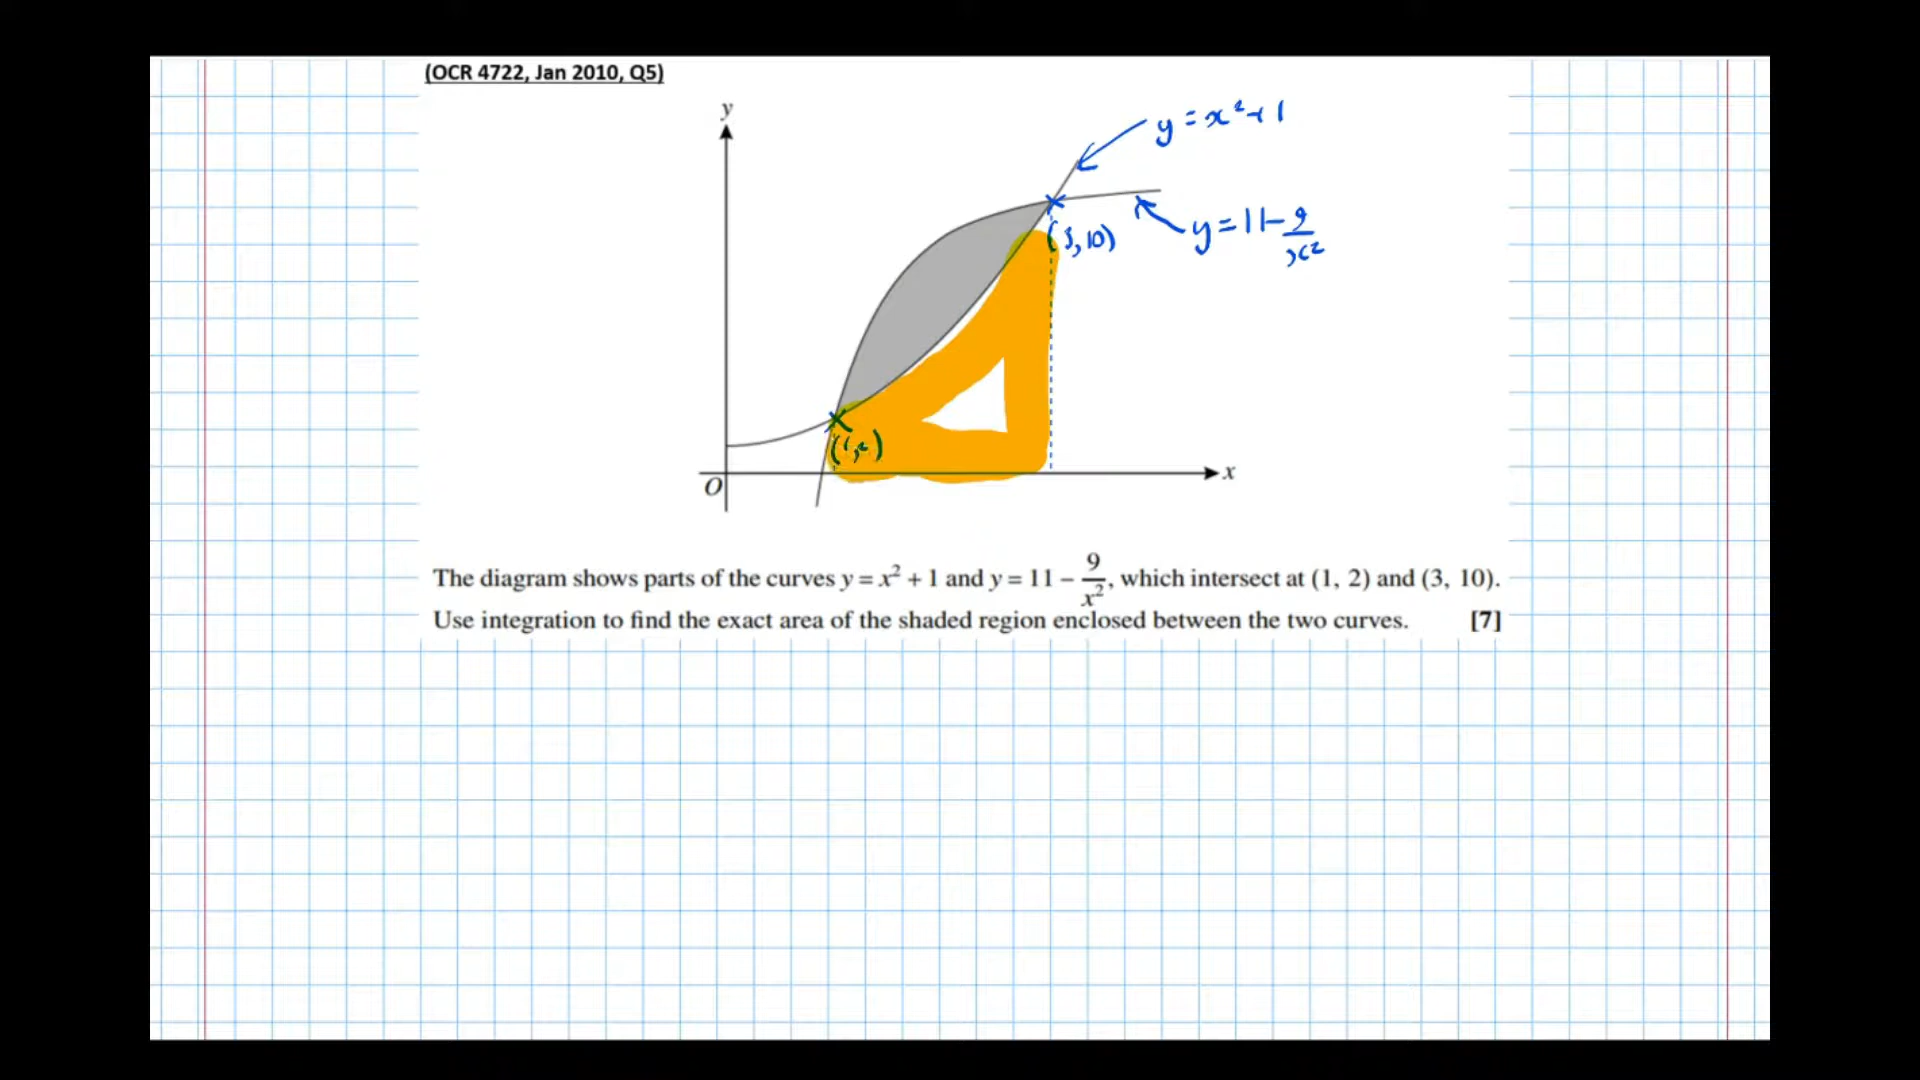 (OCR 4722, Jan 2010, Q5)
y
y = x² + 1
(3, 10)
y = 11 - 9/x²
(1, 2)
O
x
The diagram shows parts of the curves y = x² + 1 and y = 11 − 9/x², which intersect at (1, 2) and (3, 10).
Use integration to find the exact area of the shaded region enclosed between the two curves. [7]